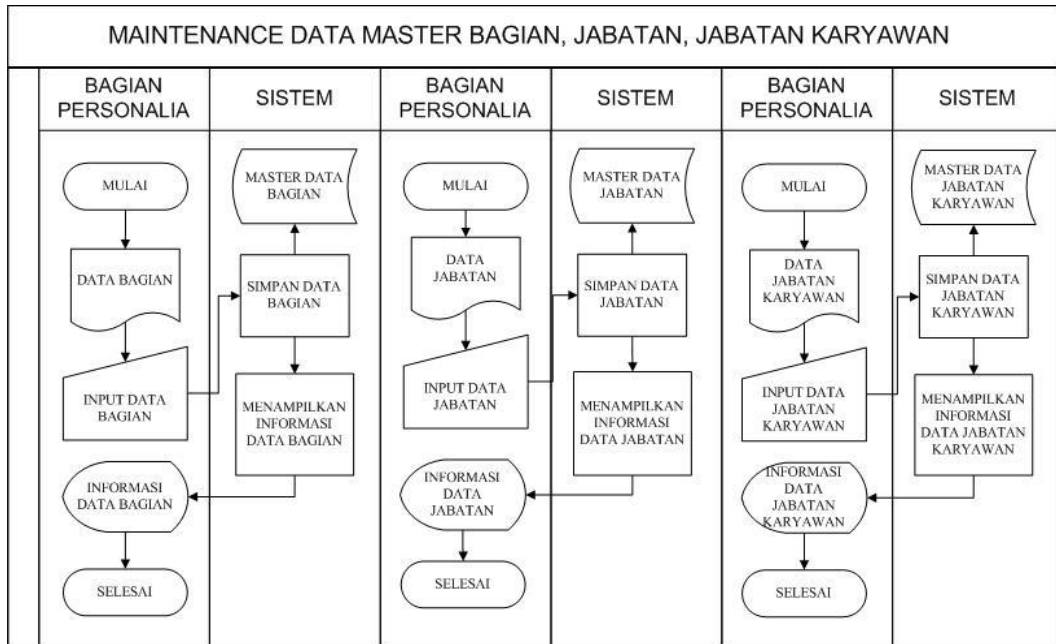 MAINTENANCE DATA MASTER BAGIAN, JABATAN, JABATAN KARYAWAN
BAGIAN
PERSONALIA
SISTEM
BAGIAN
PERSONALIA
SISTEM
BAGIAN
PERSONALIA
SISTEM
MULAI
DATA BAGIAN
INPUT DATA
BAGIAN
INFORMASI
DATA BAGIAN
SELESAI
MASTER DATA
BAGIAN
SIMPAN DATA
BAGIAN
MENAMPILKAN
INFORMASI
DATA BAGIAN
MULAI
DATA
JABATAN
INPUT DATA
JABATAN
INFORMASI
DATA
JABATAN
SELESAI
MASTER DATA
JABATAN
SIMPAN DATA
JABATAN
MENAMPILKAN
INFORMASI
DATA JABATAN
MULAI
DATA
JABATAN
KARYAWAN
INPUT DATA
JABATAN
KARYAWAN
INFORMASI
DATA
JABATAN
KARYAWAN
SELESAI
MASTER DATA
JABATAN
KARYAWAN
SIMPAN DATA
JABATAN
KARYAWAN
MENAMPILKAN
INFORMASI
DATA JABATAN
KARYAWAN